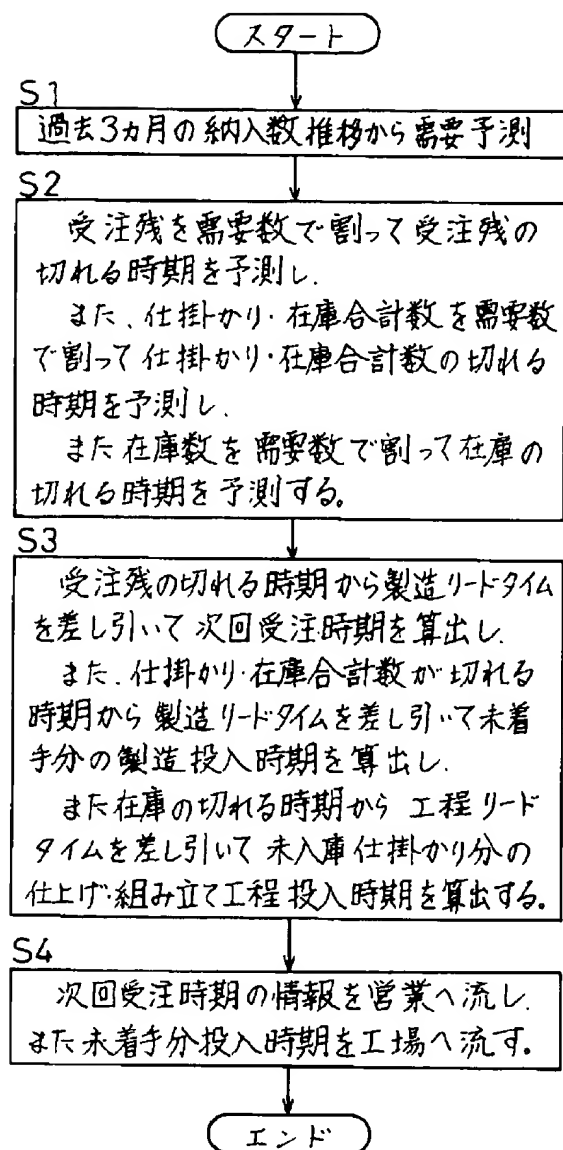 スタート
S1
過去3ヵ月の納入数推移から需要予測
S2
受注残を需要数で割って受注残の
切れる時期を予測し、
また、仕掛かり・在庫合計数を需要数
で割って仕掛かり・在庫合計数の切れる
時期を予測し、
また在庫数を需要数で割って在庫の
切れる時期を予測する。
S3
受注残の切れる時期から製造リードタイム
を差し引いて次回受注時期を算出し、
また、仕掛かり・在庫合計数が切れる
時期から製造リードタイムを差し引いて未着
手分の製造投入時期を算出し、
また在庫の切れる時期から工程リード
タイムを差し引いて未入庫仕掛かり分の
仕上げ・組み立て工程投入時期を算出する。
S4
次回受注時期の情報を営業へ流し、
また未着手分投入時期を工場へ流す。
エンド